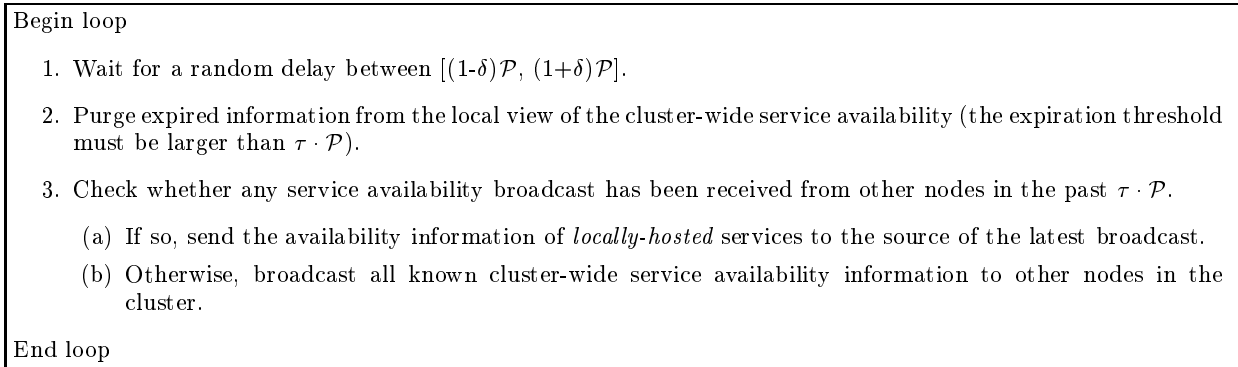 Begin loop
1. Wait for a random delay between [(1-δ)𝒫, (1+δ)𝒫].
2. Purge expired information from the local view of the cluster-wide service availability (the expiration threshold
must be larger than τ · 𝒫).
3. Check whether any service availability broadcast has been received from other nodes in the past τ · 𝒫.
(a) If so, send the availability information of locally-hosted services to the source of the latest broadcast.
(b) Otherwise, broadcast all known cluster-wide service availability information to other nodes in the
cluster.
End loop